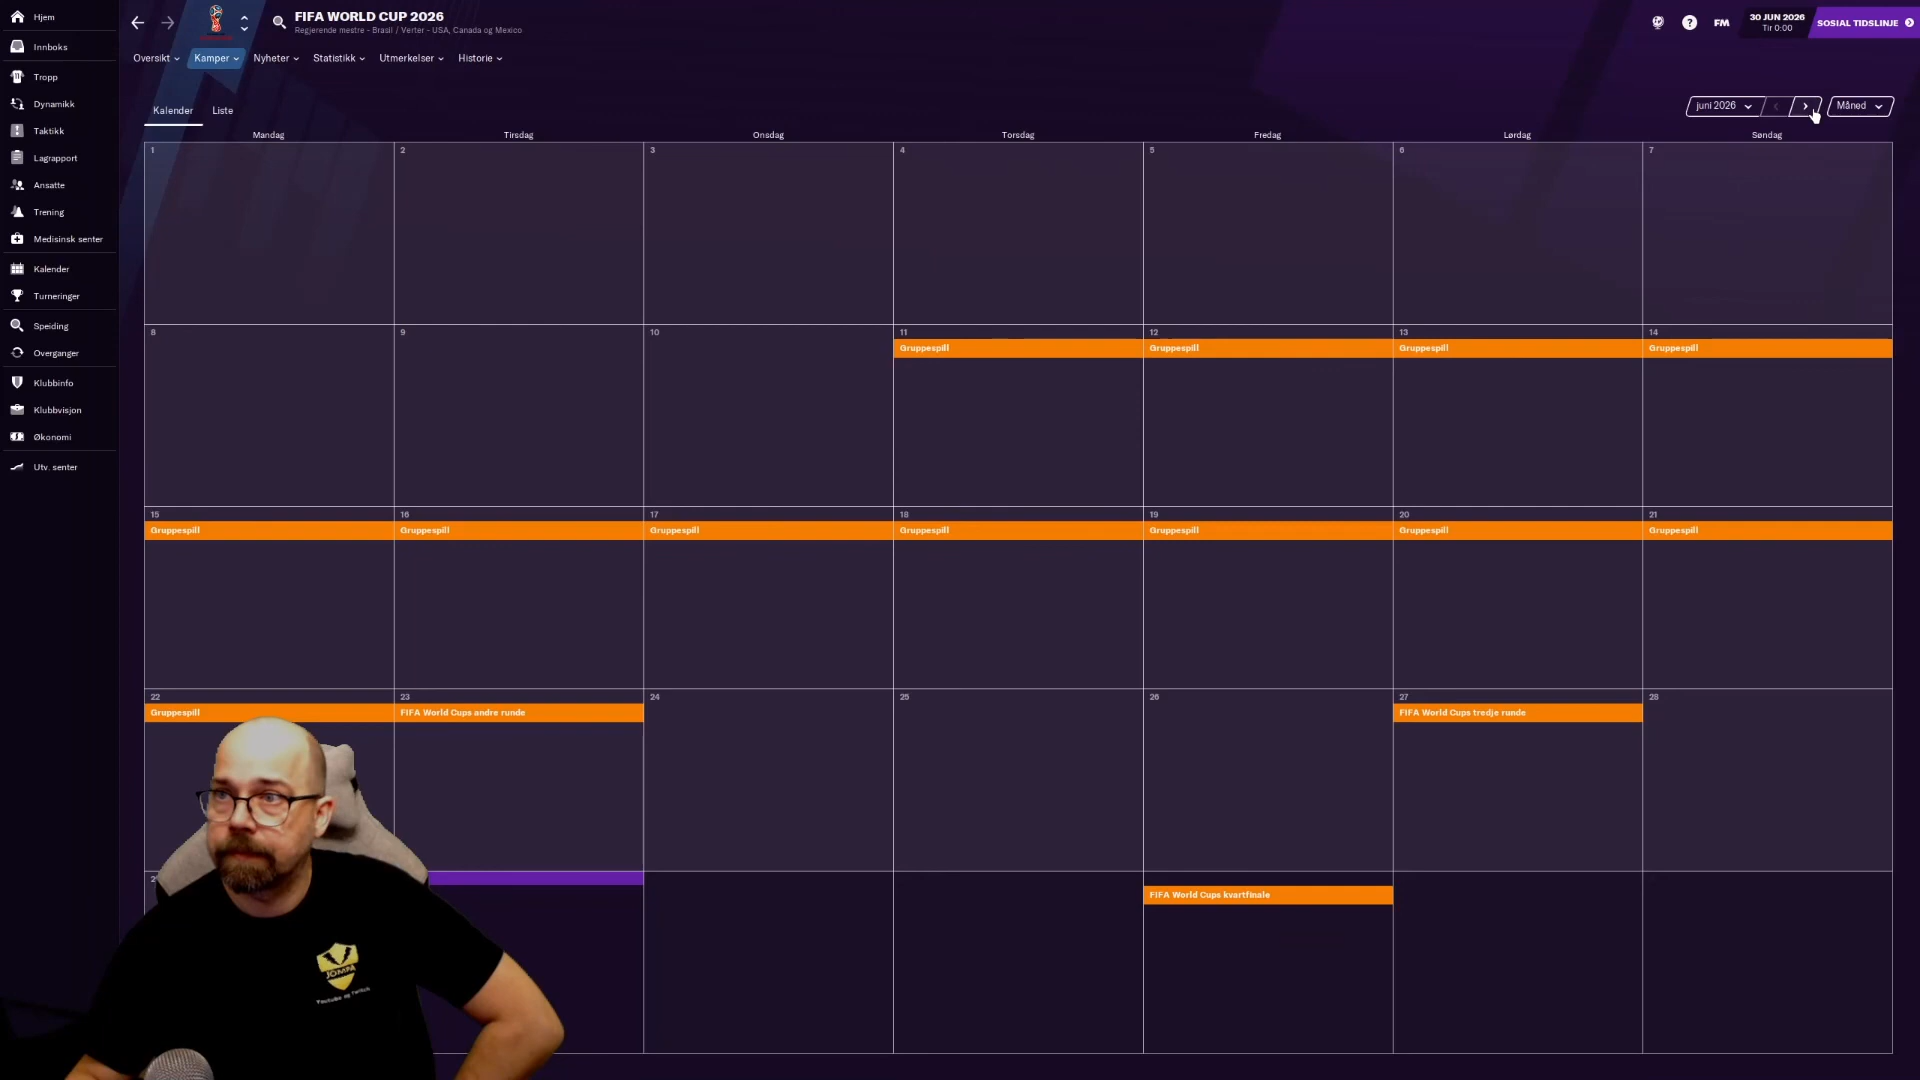 Hjem
Innboks
Tropp
Dynamikk
Taktikk
Lagrapport
Ansatte
Trening
Medisinsk senter
Kalender
Turneringer
Speiding
Overganger
Klubbinfo
Klubbvisjon
Økonomi
Utv. senter
FIFA WORLD CUP 2026
Regjerende mestre - Brasil / Verter - USA, Canada og Mexico
FM
30 JUN 2026
Tir 0:00
SOSIAL TIDSLINJE
Oversikt
Kamper
Nyheter
Statistikk
Utmerkelser
Historie
Kalender
Liste
juni 2026
Måned
Mandag
Tirsdag
Onsdag
Torsdag
Fredag
Lørdag
Søndag
1
2
3
4
5
6
7
8
9
10
11
12
13
14
Gruppespill
Gruppespill
Gruppespill
Gruppespill
15
16
17
18
19
20
21
Gruppespill
Gruppespill
Gruppespill
Gruppespill
Gruppespill
Gruppespill
Gruppespill
22
23
24
25
26
27
28
Gruppespill
FIFA World Cups andre runde
FIFA World Cups tredje runde
FIFA World Cups kvartfinale
JOMPA
Youtube og Twitch